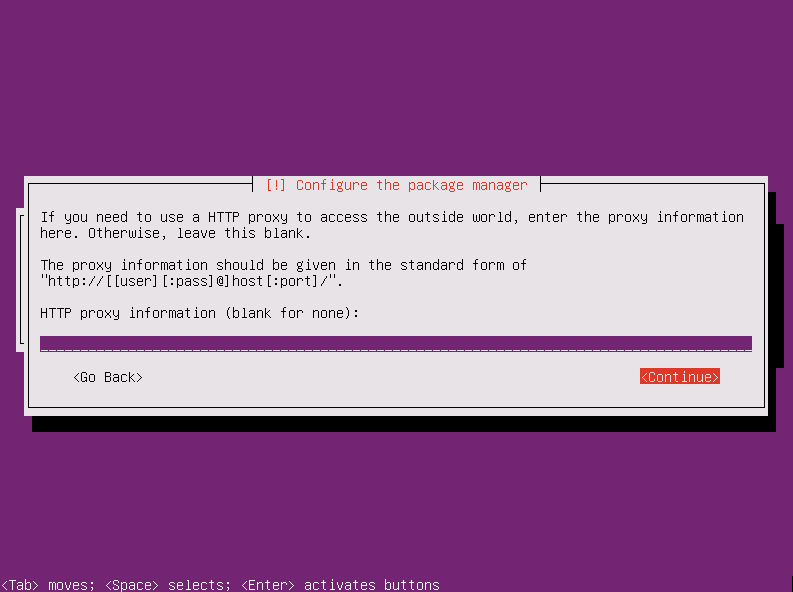 [!] Configure the package manager
If you need to use a HTTP proxy to access the outside world, enter the proxy information
here. Otherwise, leave this blank.
The proxy information should be given in the standard form of
"http://[[user][:pass]@]host[:port]/".
HTTP proxy information (blank for none):
<Go Back> <Continue>
<Tab> moves; <Space> selects; <Enter> activates buttons